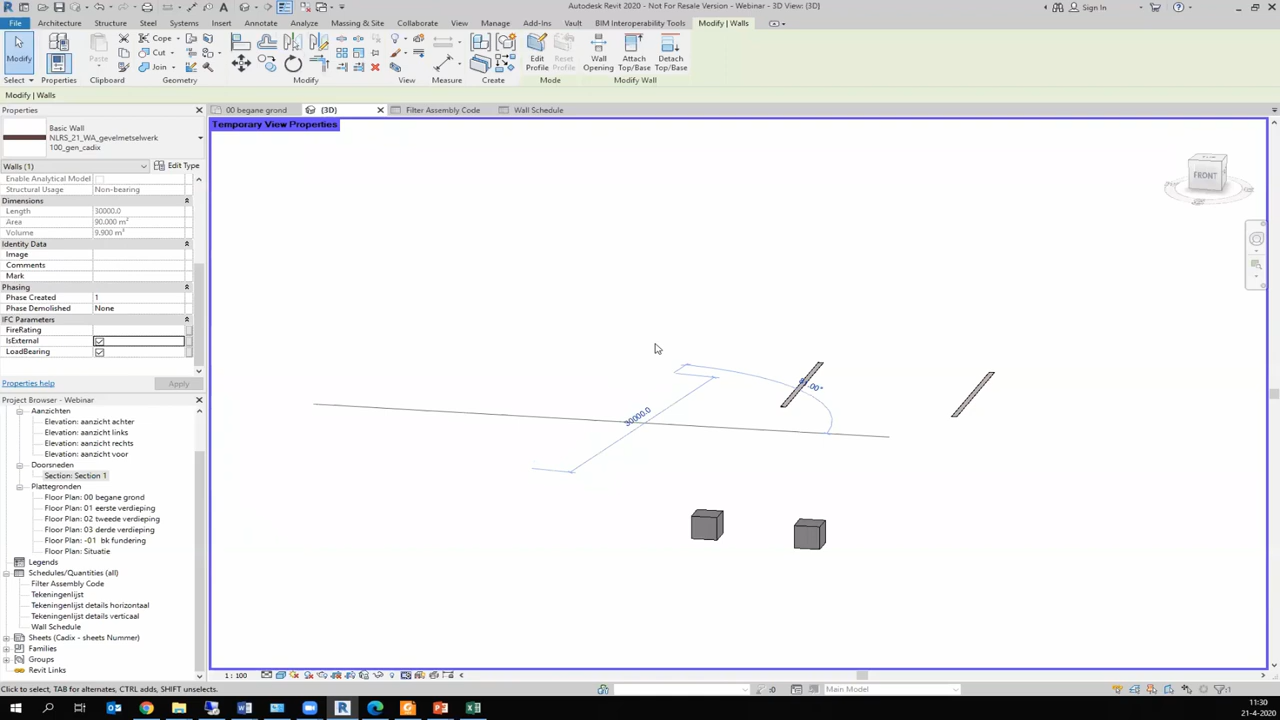 Autodesk Revit 2020 - Not For Resale Version - Webinar - 3D View: {3D}
Sign In
File
Architecture
Structure
Steel
Systems
Insert
Annotate
Analyze
Massing & Site
Collaborate
View
Manage
Add-Ins
Vault
BIM Interoperability Tools
Modify | Walls
Modify
Properties
Paste
Cope
Cut
Join
Edit Profile
Reset Profile
Wall Opening
Attach Top/Base
Detach Top/Base
Select
Properties
Clipboard
Geometry
Modify
View
Measure
Create
Mode
Modify Wall
Modify | Walls
Properties
00 begane grond
{3D}
Filter Assembly Code
Wall Schedule
Temporary View Properties
Basic Wall
NLRS_21_WA_gevelmetselwerk
100_gen_cadix
Walls (1)
Edit Type
Enable Analytical Model
Structural Usage Non-bearing
Dimensions
Length 30000.0
Area 90.000 m²
Volume 9.900 m³
Identity Data
Image
Comments
Mark
Phasing
Phase Created 1
Phase Demolished None
IFC Parameters
FireRating
IsExternal
LoadBearing
Properties help
Apply
FRONT
30000.0
Project Browser - Webinar
Aanzichten
Elevation: aanzicht achter
Elevation: aanzicht links
Elevation: aanzicht rechts
Elevation: aanzicht voor
Doorsneden
Section: Section 1
Plattegronden
Floor Plan: 00 begane grond
Floor Plan: 01 eerste verdieping
Floor Plan: 02 tweede verdieping
Floor Plan: 03 derde verdieping
Floor Plan: -01 bk fundering
Floor Plan: Situatie
Legends
Schedules/Quantities (all)
Filter Assembly Code
Tekeningenlijst
Tekeningenlijst details horizontaal
Tekeningenlijst details verticaal
Wall Schedule
Sheets (Cadix - sheets Nummer)
Families
Groups
Revit Links
1 : 100
Click to select, TAB for alternates, CTRL adds, SHIFT unselects.
:0
Main Model
:1
11:30
21-4-2020